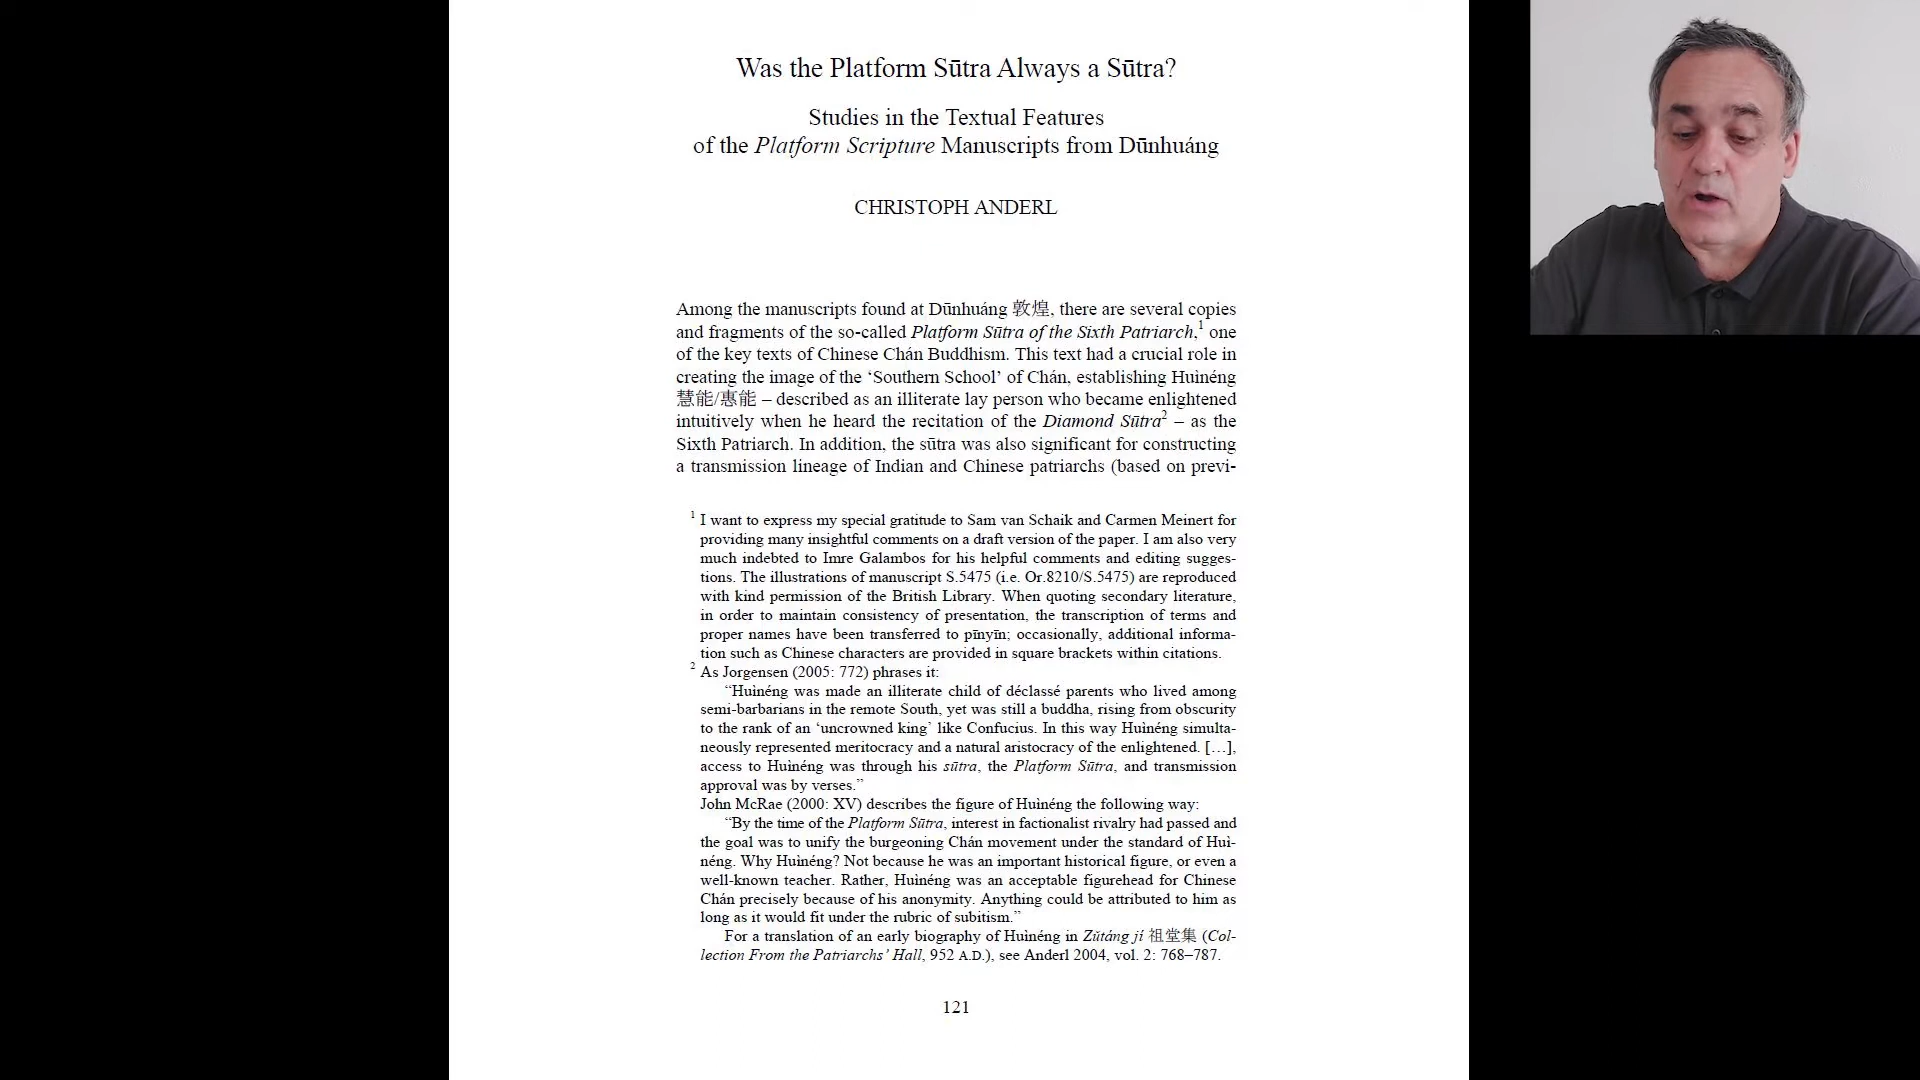 Was the Platform Sūtra Always a Sūtra?
Studies in the Textual Features
of the Platform Scripture Manuscripts from Dūnhuáng
CHRISTOPH ANDERL
Among the manuscripts found at Dūnhuáng 敦煌, there are several copies
and fragments of the so-called Platform Sūtra of the Sixth Patriarch,1 one
of the key texts of Chinese Chán Buddhism. This text had a crucial role in
creating the image of the ‘Southern School’ of Chán, establishing Huìnéng
慧能/惠能 – described as an illiterate lay person who became enlightened
intuitively when he heard the recitation of the Diamond Sūtra2 – as the
Sixth Patriarch. In addition, the sūtra was also significant for constructing
a transmission lineage of Indian and Chinese patriarchs (based on previ-
1 I want to express my special gratitude to Sam van Schaik and Carmen Meinert for
providing many insightful comments on a draft version of the paper. I am also very
much indebted to Imre Galambos for his helpful comments and editing sugges-
tions. The illustrations of manuscript S.5475 (i.e. Or.8210/S.5475) are reproduced
with kind permission of the British Library. When quoting secondary literature,
in order to maintain consistency of presentation, the transcription of terms and
proper names have been transferred to pīnyīn; occasionally, additional informa-
tion such as Chinese characters are provided in square brackets within citations.
2 As Jorgensen (2005: 772) phrases it:
“Huìnéng was made an illiterate child of déclassé parents who lived among
semi-barbarians in the remote South, yet was still a buddha, rising from obscurity
to the rank of an ‘uncrowned king’ like Confucius. In this way Huìnéng simulta-
neously represented meritocracy and a natural aristocracy of the enlightened. […],
access to Huìnéng was through his sūtra, the Platform Sūtra, and transmission
approval was by verses.”
John McRae (2000: XV) describes the figure of Huìnéng the following way:
“By the time of the Platform Sūtra, interest in factionalist rivalry had passed and
the goal was to unify the burgeoning Chán movement under the standard of Huì-
néng. Why Huìnéng? Not because he was an important historical figure, or even a
well-known teacher. Rather, Huìnéng was an acceptable figurehead for Chinese
Chán precisely because of his anonymity. Anything could be attributed to him as
long as it would fit under the rubric of subitism.”
For a translation of an early biography of Huìnéng in Zǔtáng jí 祖堂集 (Col-
lection From the Patriarchs’ Hall, 952 A.D.), see Anderl 2004, vol. 2: 768–787.
121